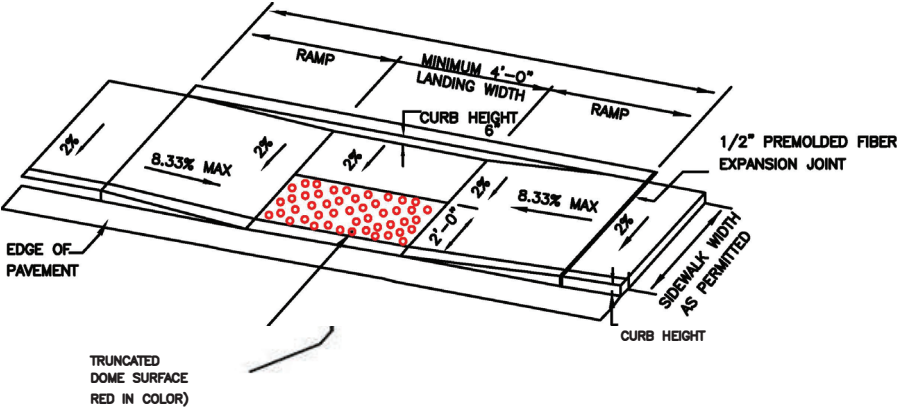 RAMP
MINIMUM 4'-0"
LANDING WIDTH
RAMP
CURB HEIGHT
6"
1/2" PREMOLDED FIBER
EXPANSION JOINT
2%
8.33% MAX
2%
2%
2%
8.33% MAX
2%
2'-0"
EDGE OF
PAVEMENT
SIDEWALK WIDTH
AS PERMITTED
CURB HEIGHT
TRUNCATED
DOME SURFACE
RED IN COLOR)